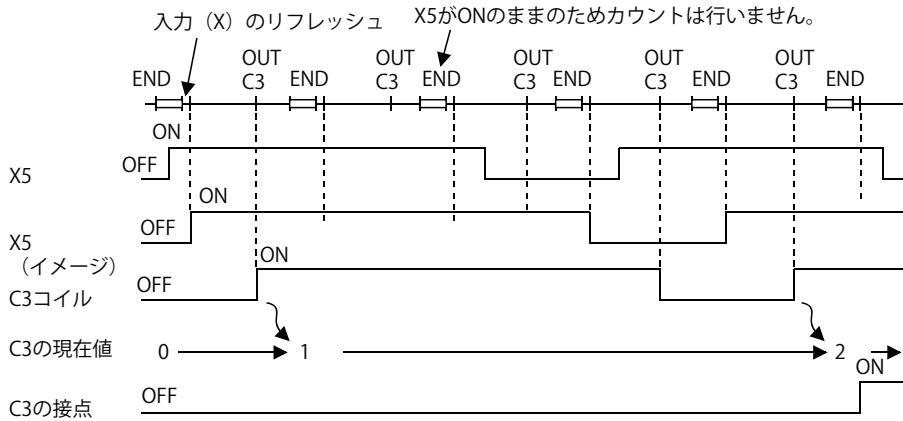 入力（X）のリフレッシュ
X5がONのままのためカウントは行いません。
END
OUT
C3
END
OUT
C3
END
OUT
C3
END
OUT
C3
END
OUT
C3
END
X5
OFF
ON
X5
（イメージ）
OFF
ON
C3コイル
OFF
ON
C3の現在値
0
1
2
C3の接点
OFF
ON